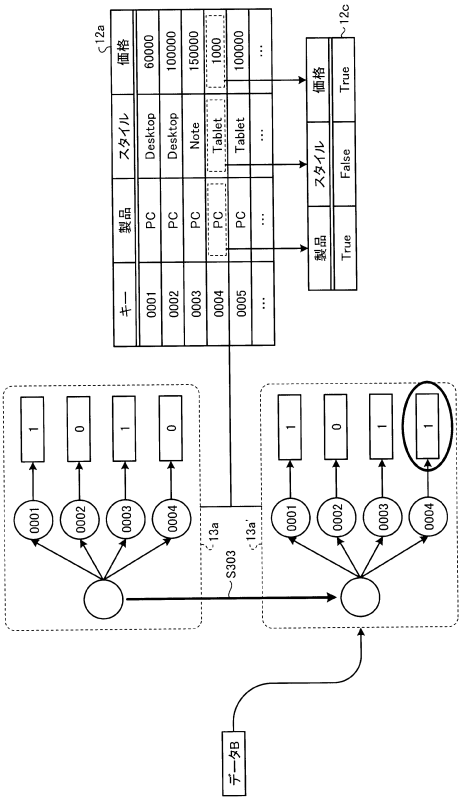 12a
キー 製品 スタイル 価格
0001 PC Desktop 60000
0002 PC Desktop 100000
0003 PC Note 150000
0004 PC Tablet 1000
0005 PC Tablet 100000
… … … …
12c
製品 スタイル 価格
True False True
0001 1
0002 0
0003 1
0004 0
13a
13a'
S303
0001 1
0002 0
0003 1
0004 1
データB